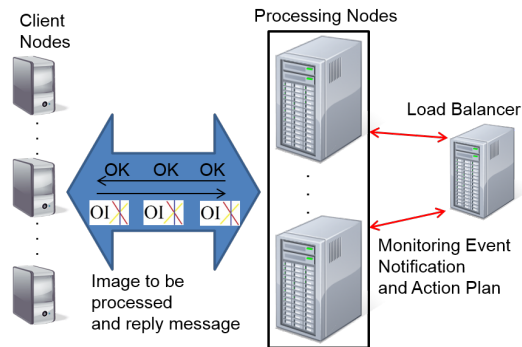 Client
Nodes
Processing Nodes
Load Balancer
OK OK OK
OI OI OI
Image to be
processed
and reply message
Monitoring Event
Notification
and Action Plan